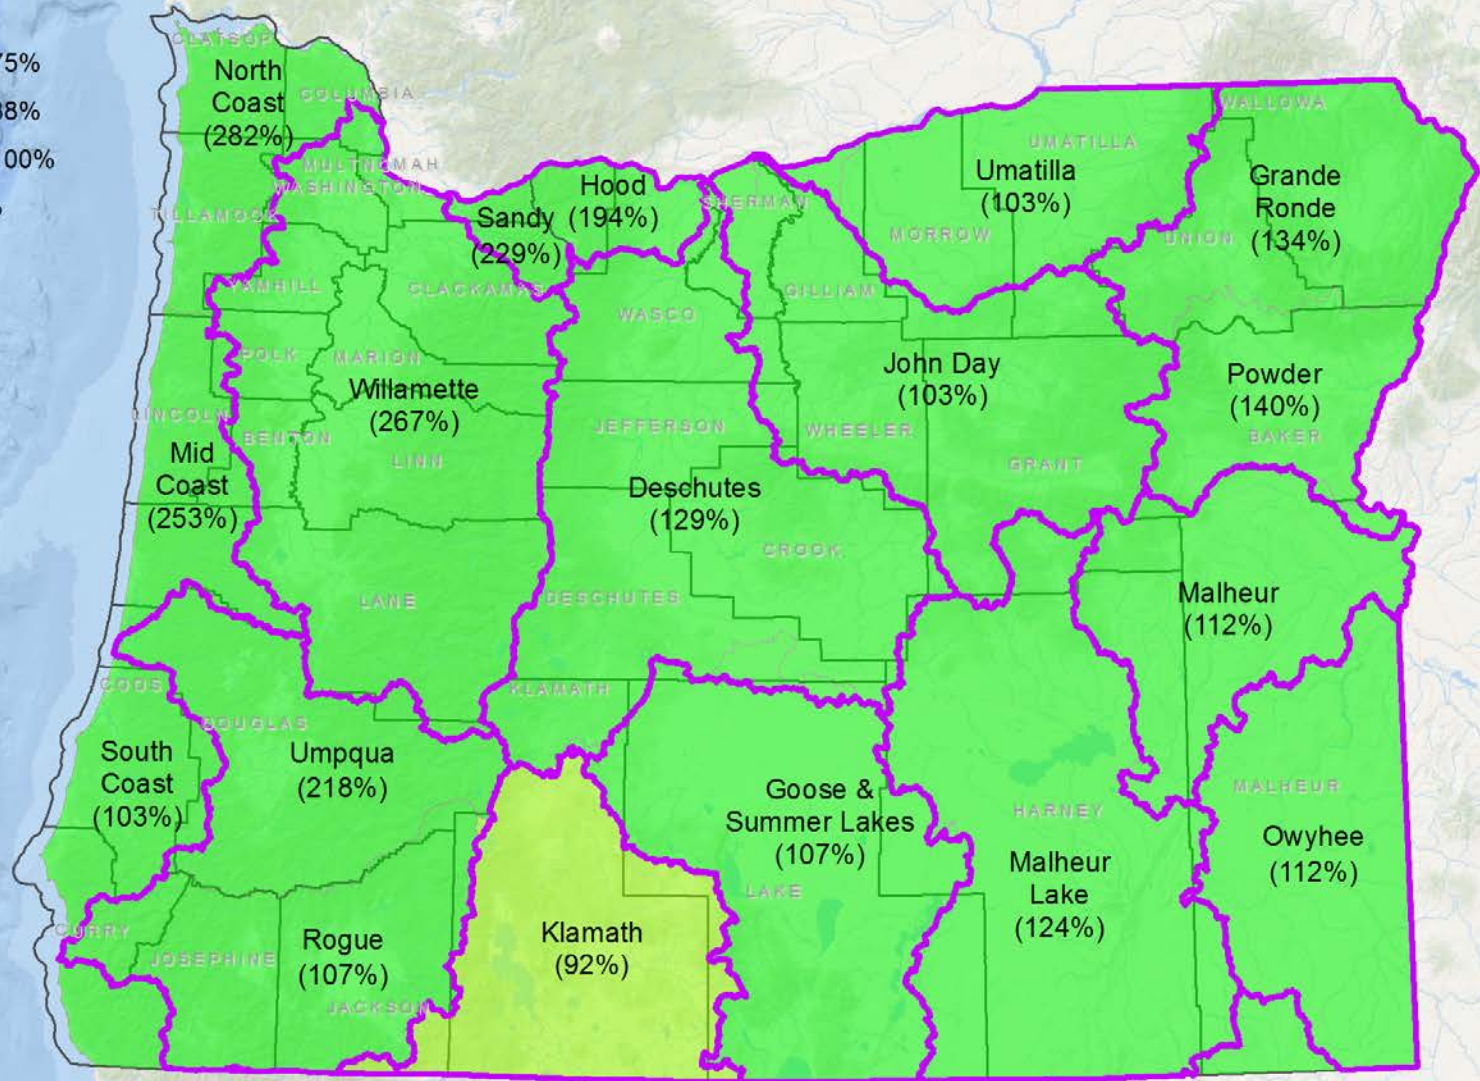 CLATSOP
75%
North
Coast
(282%)
COLUMBIA
38%
00%
WALLOWA
UMATILLA
MULTNOMAH
WASHINGTON
Hood
(194%)
Umatilla
(103%)
Grande
Ronde
(134%)
SHERMAN
TILLAMOOK
Sandy
(229%)
MORROW
UNION
YAMHILL
CLACKAMAS
GILLIAM
WASCO
POLK
MARION
John Day
(103%)
Powder
(140%)
Willamette
(267%)
LINCOLN
BENTON
JEFFERSON
WHEELER
BAKER
Mid
Coast
(253%)
LINN
GRANT
Deschutes
(129%)
CROOK
LANE
DESCHUTES
Malheur
(112%)
COOS
KLAMATH
DOUGLAS
South
Coast
(103%)
Umpqua
(218%)
Goose &
Summer Lakes
(107%)
HARNEY
MALHEUR
Owyhee
(112%)
Malheur
Lake
(124%)
LAKE
CURRY
JOSEPHINE
Rogue
(107%)
Klamath
(92%)
JACKSON